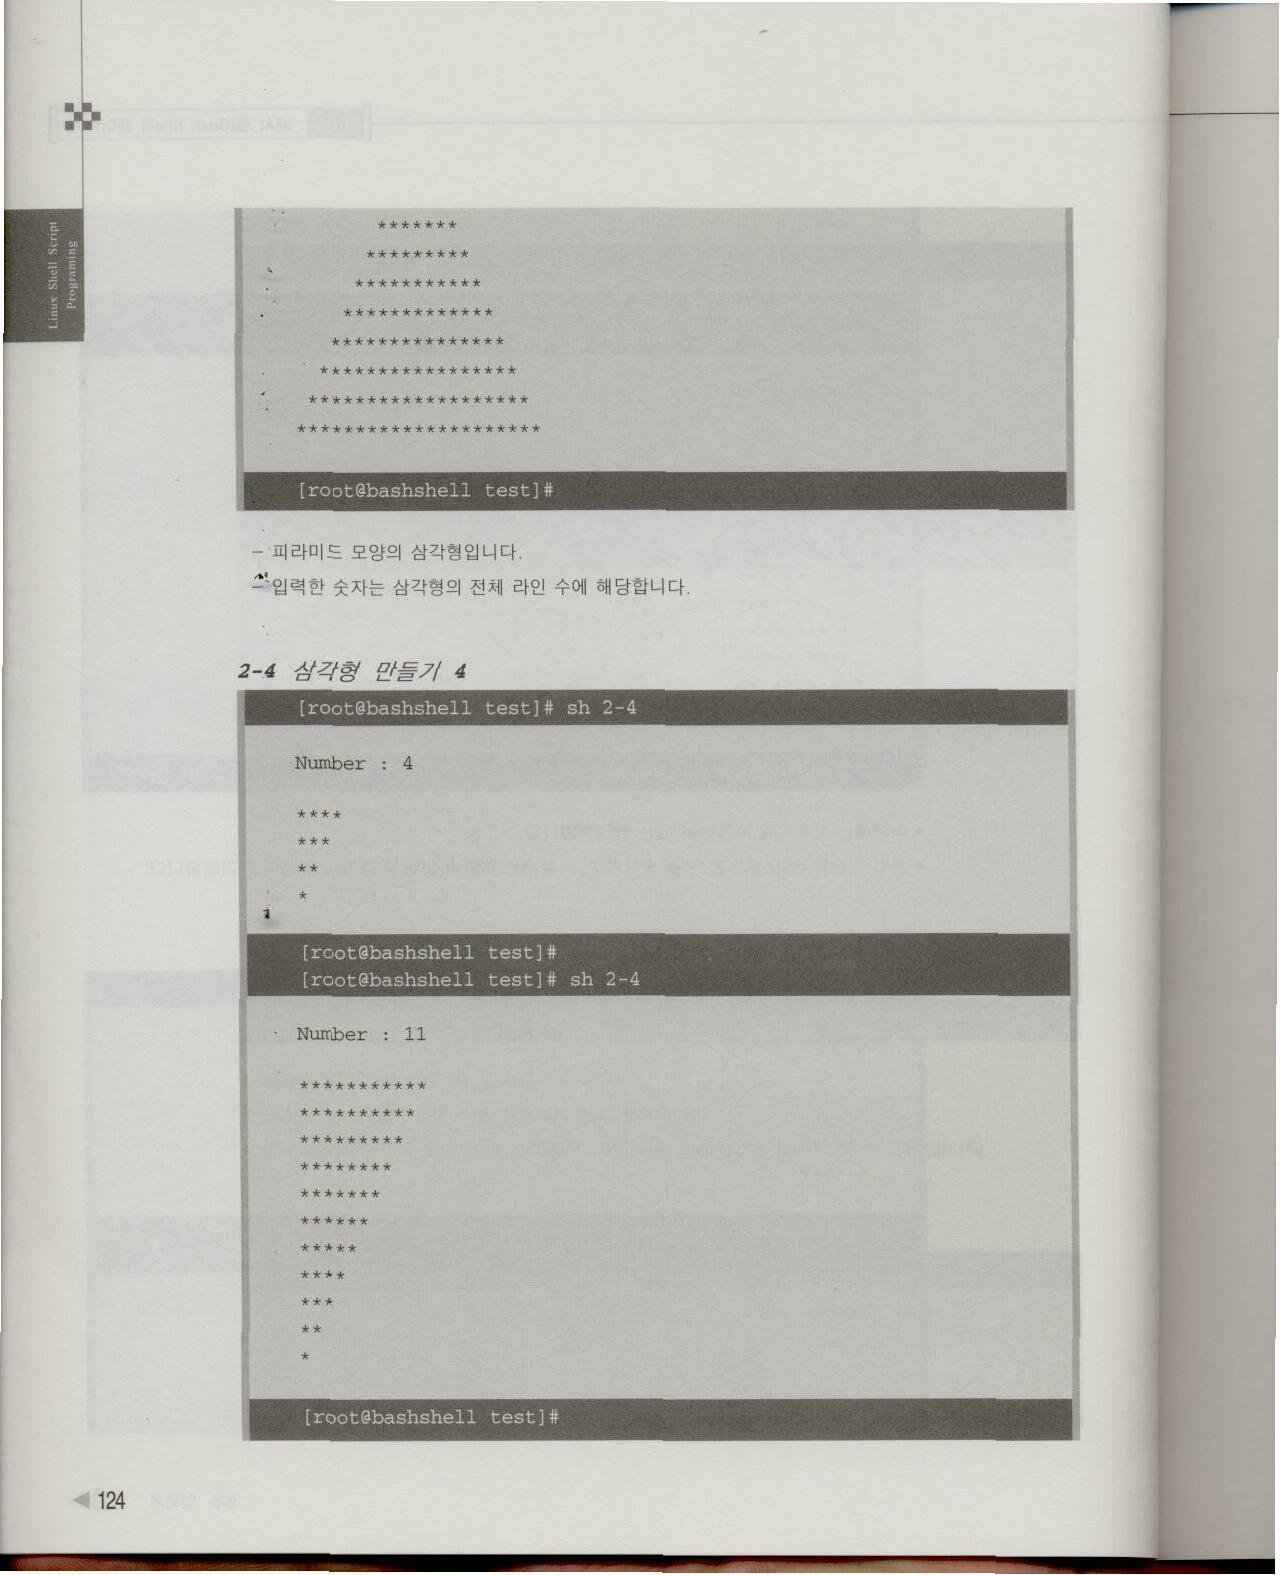 Linux Shell Script
Programing
*******
*********
***********
*************
***************
*****************
*******************
*********************
[root@bashshell test]#
- 피라미드 모양의 삼각형입니다.
- 입력한 숫자는 삼각형의 전체 라인 수에 해당합니다.
2-4 삼각형 만들기 4
[root@bashshell test]# sh 2-4
Number : 4
****
***
**
*
[root@bashshell test]#
[root@bashshell test]# sh 2-4
Number : 11
***********
**********
*********
********
*******
******
*****
****
***
**
*
[root@bashshell test]#
124